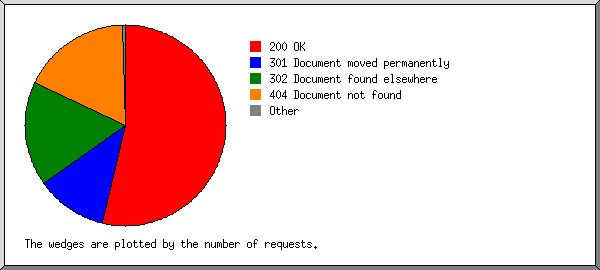 200 OK
301 Document moved permanently
302 Document found elsewhere
404 Document not found
Other
The wedges are plotted by the number of requests.